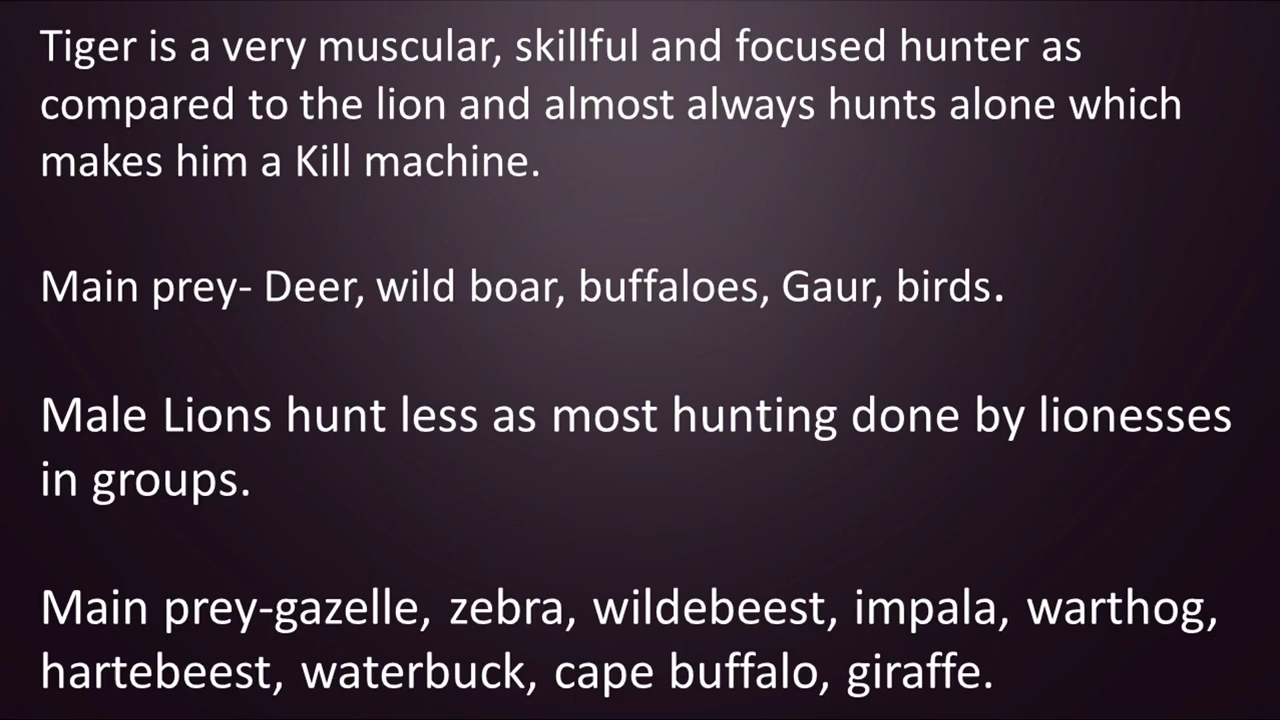 Tiger is a very muscular, skillful and focused hunter as
compared to the lion and almost always hunts alone which
makes him a Kill machine.
Main prey- Deer, wild boar, buffaloes, Gaur, birds.
Male Lions hunt less as most hunting done by lionesses
in groups.
Main prey-gazelle, zebra, wildebeest, impala, warthog,
hartebeest, waterbuck, cape buffalo, giraffe.